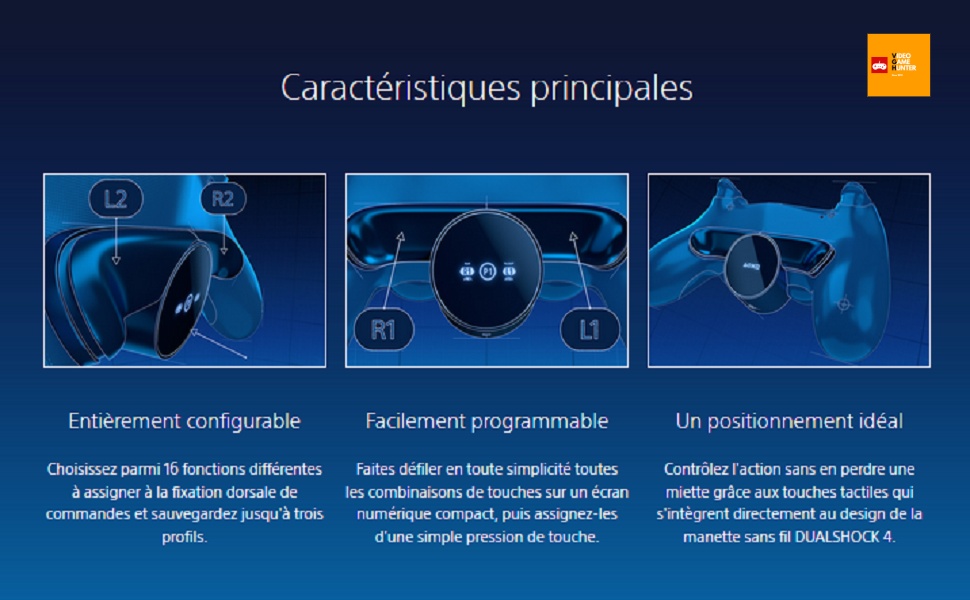 VIDEO
GAME
HUNTER
Caractéristiques principales
L2
R2
R1
P1
L1
R1
L1
Entièrement configurable
Choisissez parmi 16 fonctions différentes
à assigner à la fixation dorsale de
commandes et sauvegardez jusqu'à trois
profils.
Facilement programmable
Faites défiler en toute simplicité toutes
les combinaisons de touches sur un écran
numérique compact, puis assignez-les
d'une simple pression de touche.
Un positionnement idéal
Contrôlez l'action sans en perdre une
miette grâce aux touches tactiles qui
s'intègrent directement au design de la
manette sans fil DUALSHOCK 4.